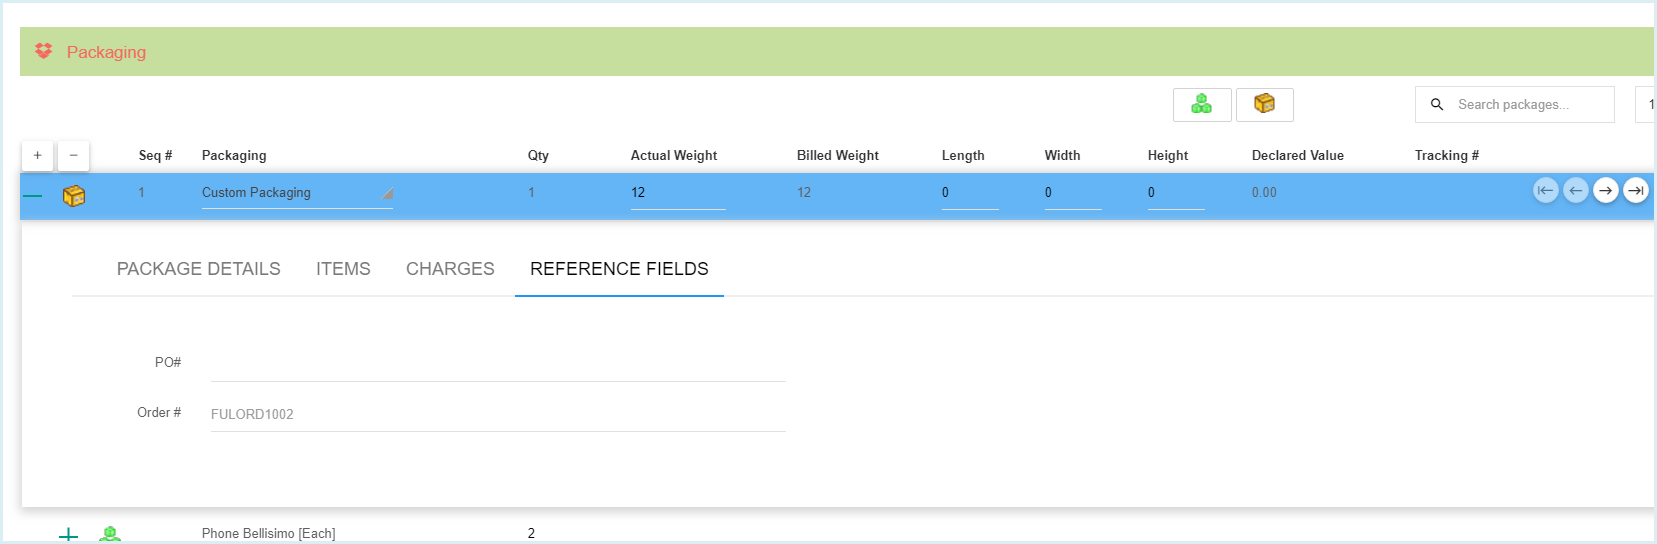 Packaging
Search packages... 1
+ − Seq # Packaging Qty Actual Weight Billed Weight Length Width Height Declared Value Tracking #
1 Custom Packaging 1 12 12 0 0 0 0.00
PACKAGE DETAILS ITEMS CHARGES REFERENCE FIELDS
PO#
Order # FULORD1002
Phone Bellisimo [Each] 2